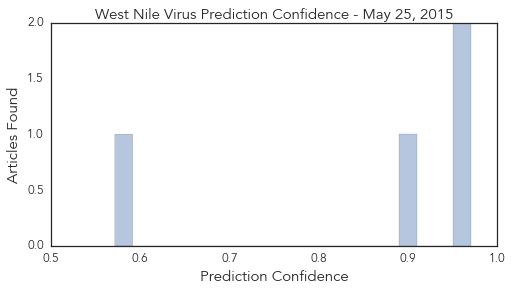 West Nile Virus Prediction Confidence - May 25, 2015
2.0
1.5
1.0
0.5
0.0
Articles Found
0.5 0.6 0.7 0.8 0.9 1.0
Prediction Confidence